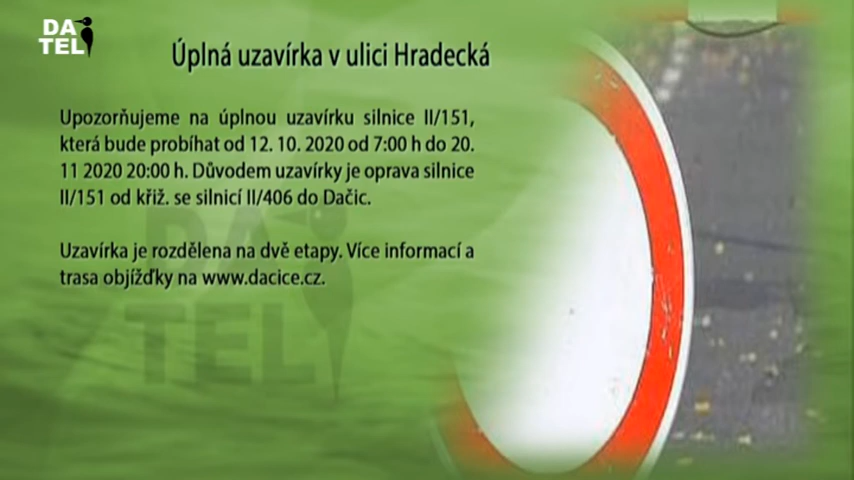 DA
TEL
Úplná uzavírka v ulici Hradecká
Upozorňujeme na úplnou uzavírku silnice II/151,
která bude probíhat od 12. 10. 2020 od 7:00 h do 20.
11 2020 20:00 h. Důvodem uzavírky je oprava silnice
II/151 od křiž. se silnicí II/406 do Dačic.
Uzavírka je rozdělena na dvě etapy. Více informací a
trasa objížďky na www.dacice.cz.
DA
TEL